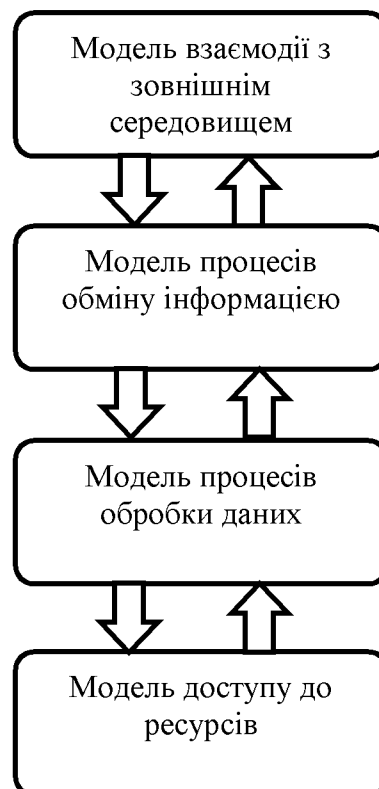 Модель взаємодії з
зовнішнім
середовищем
Модель процесів
обміну інформацією
Модель процесів
обробки даних
Модель доступу до
ресурсів